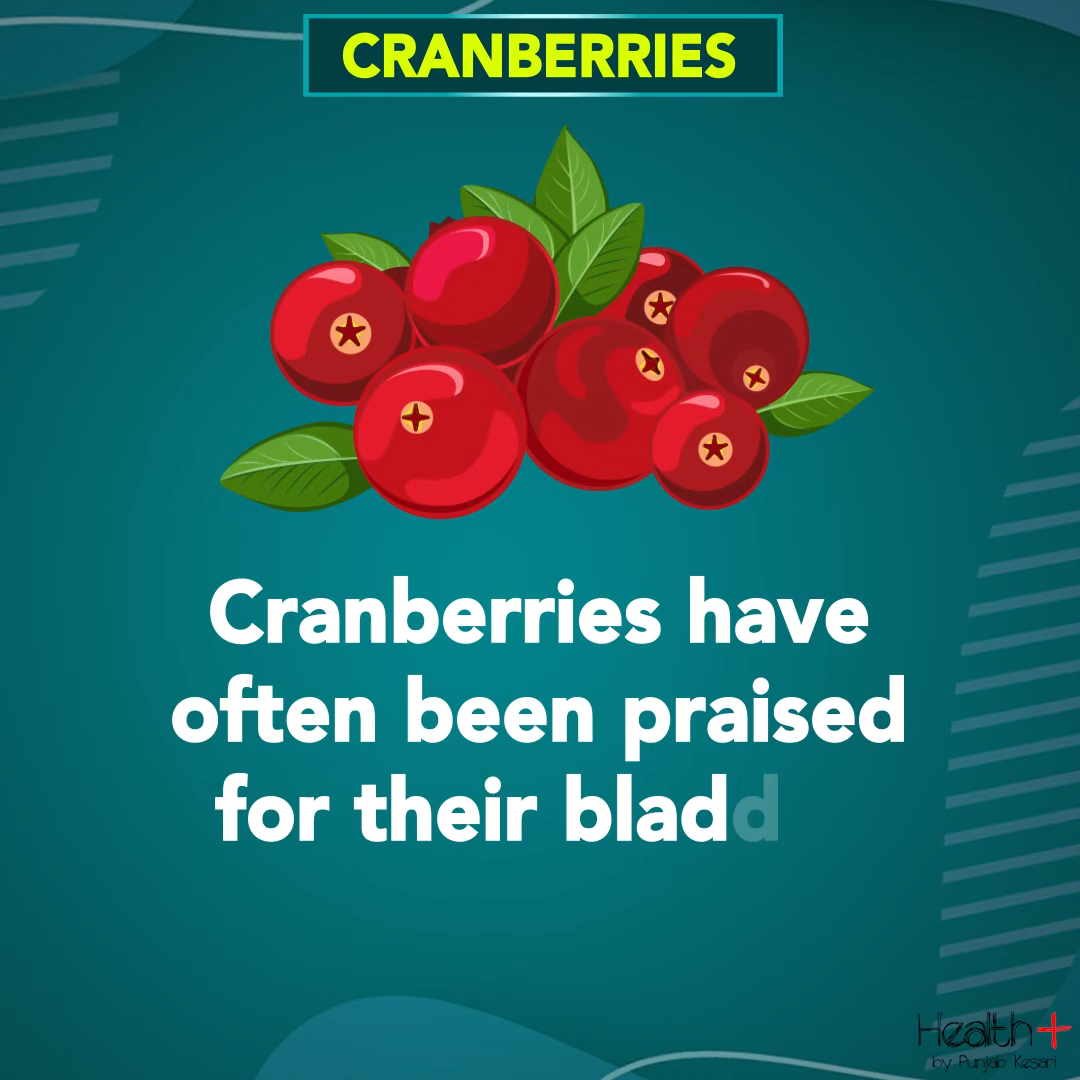 CRANBERRIES
Cranberries have
often been praised
for their bladd
Health+
by Punjab Kesari